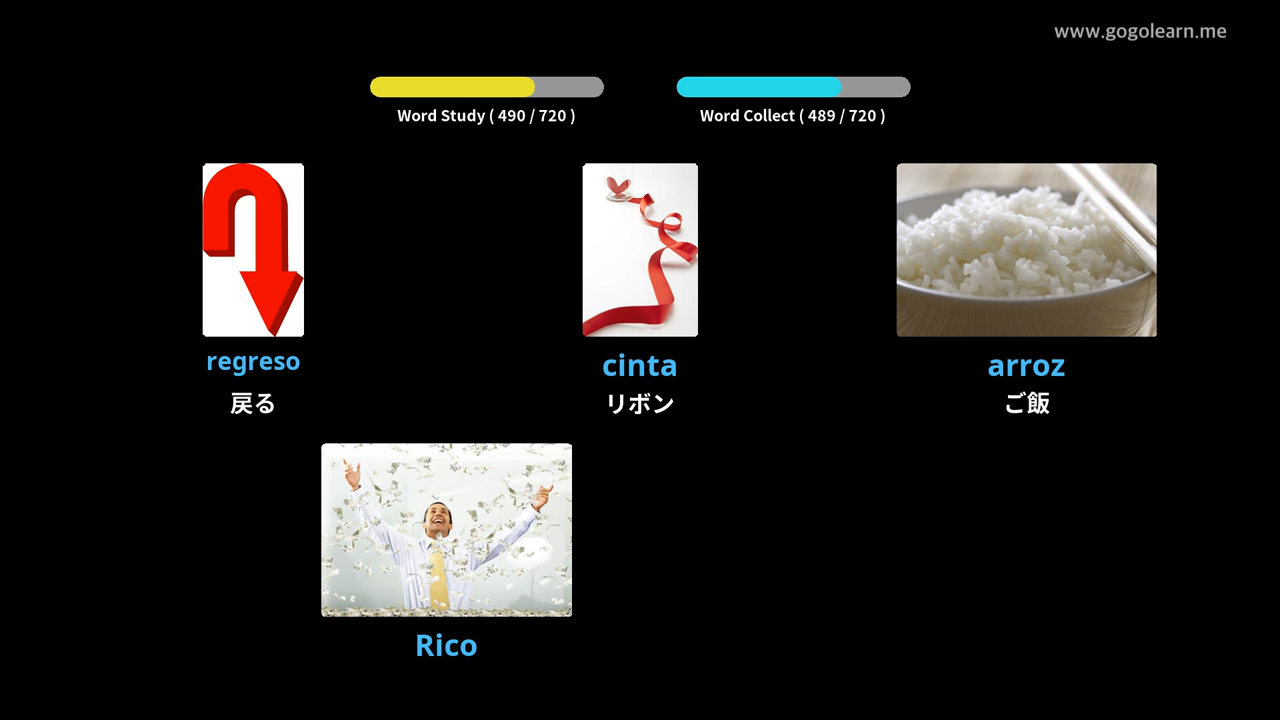 www.gogolearn.me
Word Study ( 490 / 720 )
Word Collect ( 489 / 720 )
regreso
戻る
cinta
リボン
arroz
ご飯
Rico